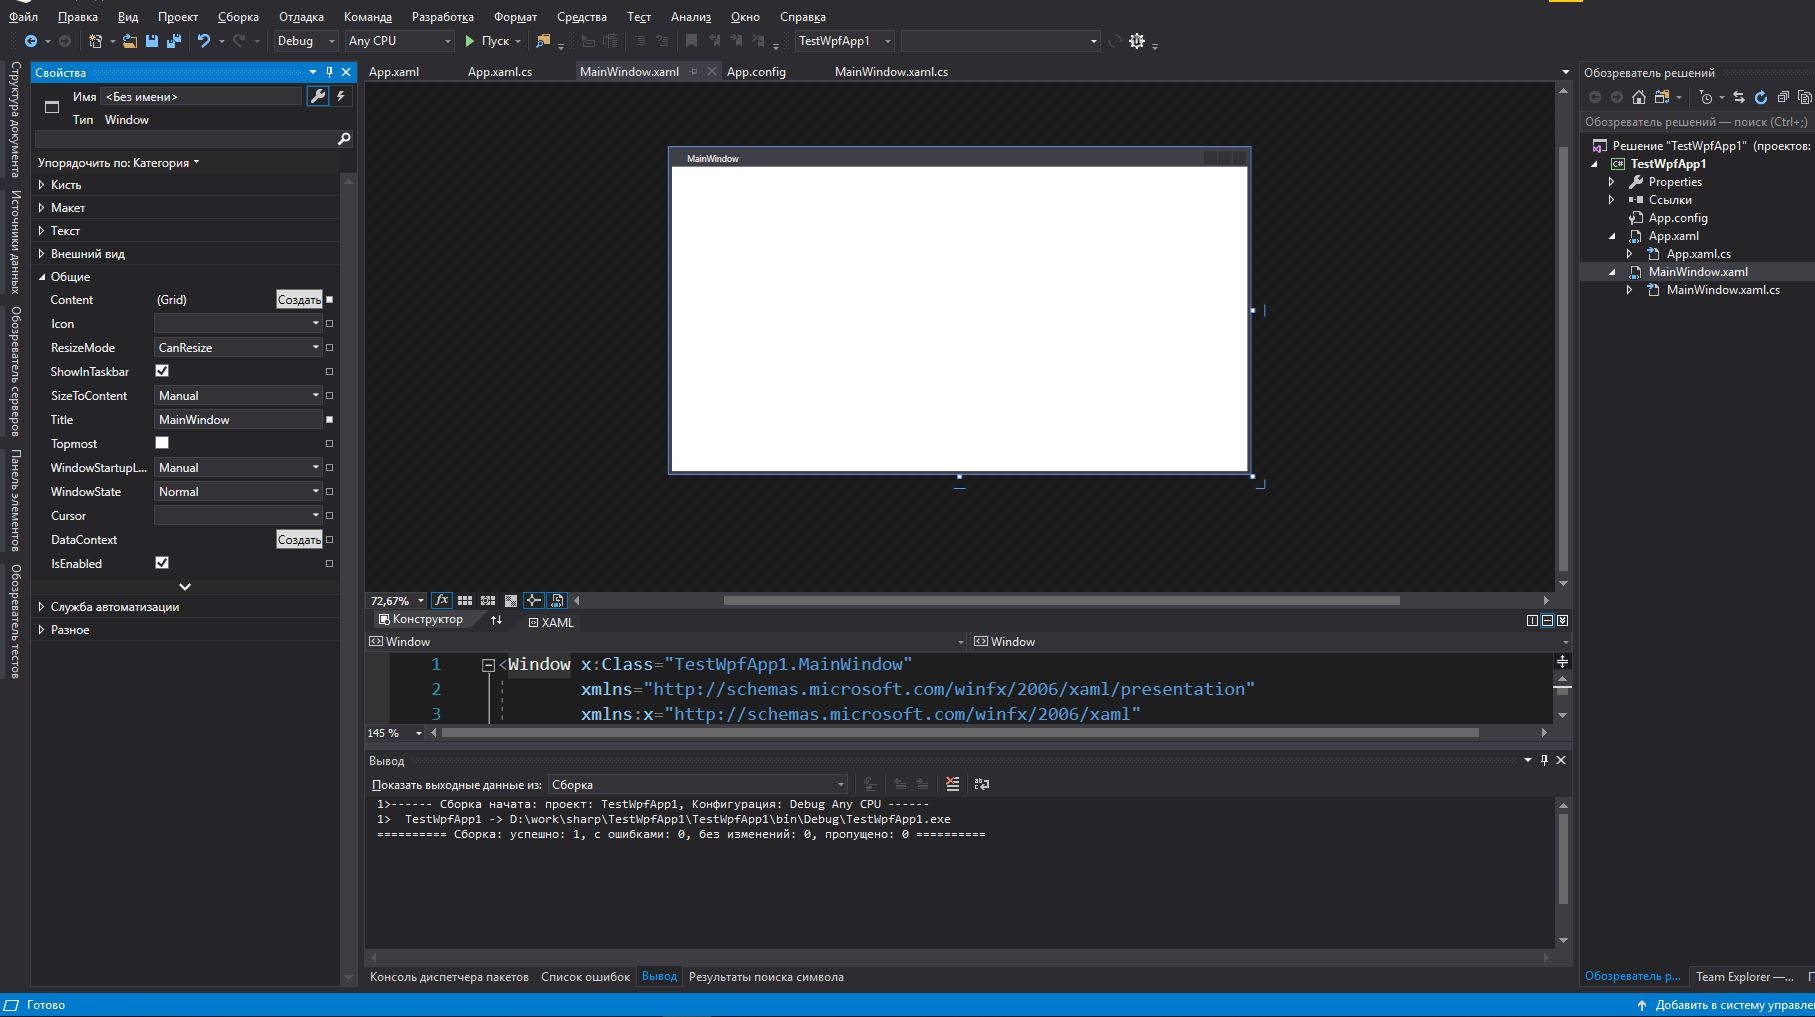 Файл Правка Вид Проект Сборка Отладка Команда Разработка Формат Средства Тест Анализ Окно Справка
Debug Any CPU Пуск TestWpfApp1
Структура документа
Источники данных
Обозреватель серверов
Панель элементов
Обозреватель тестов
Свойства
Имя <Без имени>
Тип Window
Упорядочить по: Категория
Кисть
Макет
Текст
Внешний вид
Общие
Content (Grid) Создать
Icon
ResizeMode CanResize
ShowInTaskbar
SizeToContent Manual
Title MainWindow
Topmost
WindowStartupL... Manual
WindowState Normal
Cursor
DataContext Создать
IsEnabled
Служба автоматизации
Разное
App.xaml App.xaml.cs MainWindow.xaml App.config MainWindow.xaml.cs
MainWindow
72,67% fx
Конструктор XAML
Window Window
1 <Window x:Class="TestWpfApp1.MainWindow"
2 xmlns="http://schemas.microsoft.com/winfx/2006/xaml/presentation"
3 xmlns:x="http://schemas.microsoft.com/winfx/2006/xaml"
145 %
Вывод
Показать выходные данные из: Сборка
1>------ Сборка начата: проект: TestWpfApp1, Конфигурация: Debug Any CPU ------
1>  TestWpfApp1 -> D:\work\sharp\TestWpfApp1\TestWpfApp1\bin\Debug\TestWpfApp1.exe
========== Сборка: успешно: 1, с ошибками: 0, без изменений: 0, пропущено: 0 ==========
Консоль диспетчера пакетов Список ошибок Вывод Результаты поиска символа
Обозреватель решений
Обозреватель решений — поиск (Ctrl+;)
Решение "TestWpfApp1" (проектов:
TestWpfApp1
Properties
Ссылки
App.config
App.xaml
App.xaml.cs
MainWindow.xaml
MainWindow.xaml.cs
Обозреватель р... Team Explorer —...
Готово
Добавить в систему управле